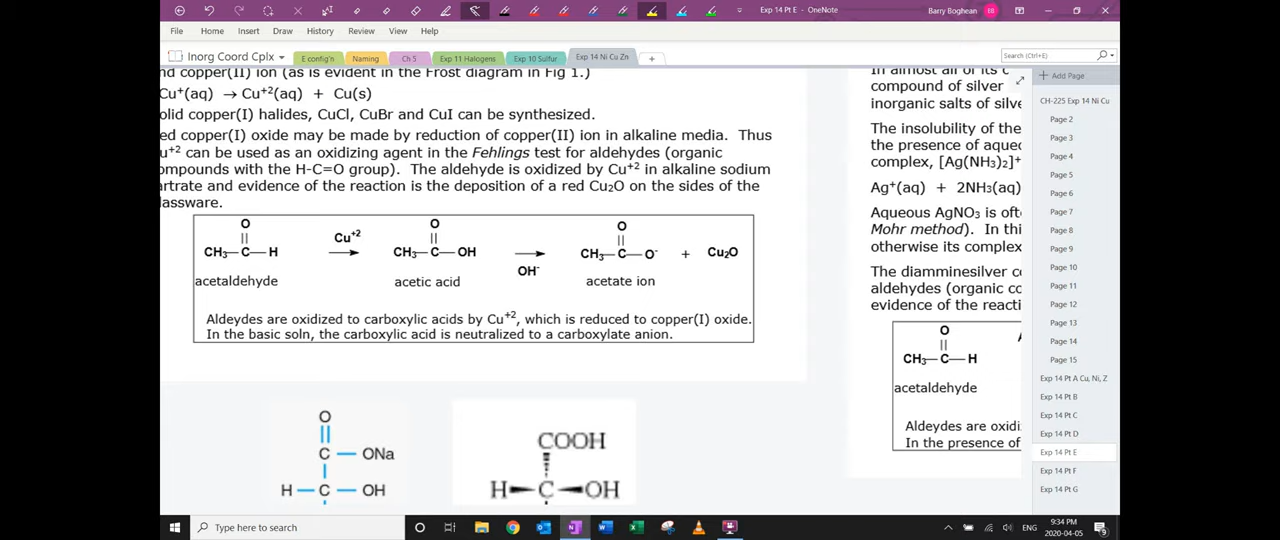 Exp 14 Pt E - OneNote
Barry Boghean
BB
File Home Insert Draw History Review View Help
Inorg Coord Cplx
E config'n
Naming
Ch 5
Exp 11 Halogens
Exp 10 Sulfur
Exp 14 Ni Cu Zn
Search (Ctrl+E)
nd copper(II) ion (as is evident in the Frost diagram in Fig 1.)
Cu⁺(aq) → Cu⁺²(aq) + Cu(s)
olid copper(I) halides, CuCl, CuBr and CuI can be synthesized.
ed copper(I) oxide may be made by reduction of copper(II) ion in alkaline media. Thus
u⁺² can be used as an oxidizing agent in the Fehlings test for aldehydes (organic
ompounds with the H-C=O group). The aldehyde is oxidized by Cu⁺² in alkaline sodium
artrate and evidence of the reaction is the deposition of a red Cu₂O on the sides of the
lassware.
O O O
CH₃—C—H Cu⁺² → CH₃—C—OH → OH⁻ CH₃—C—O⁻ + Cu₂O
acetaldehyde acetic acid acetate ion
Aldeydes are oxidized to carboxylic acids by Cu⁺², which is reduced to copper(I) oxide.
In the basic soln, the carboxylic acid is neutralized to a carboxylate anion.
O
C — ONa
H — C — OH
COOH
H C OH
In almost all of its c
compound of silver
inorganic salts of silve
The insolubility of the
the presence of aqueo
complex, [Ag(NH₃)₂]⁺
Ag⁺(aq) + 2NH₃(aq)
Aqueous AgNO₃ is ofte
Mohr method). In thi
otherwise its complex
The diamminesilver co
aldehydes (organic co
evidence of the reacti
O
CH₃—C—H
acetaldehyde
Aldeydes are oxidi
In the presence of
Add Page
CH-225 Exp 14 Ni Cu
Page 2
Page 3
Page 4
Page 5
Page 6
Page 7
Page 8
Page 9
Page 10
Page 11
Page 12
Page 13
Page 14
Page 15
Exp 14 Pt A Cu, Ni, Z
Exp 14 Pt B
Exp 14 Pt C
Exp 14 Pt D
Exp 14 Pt E
Exp 14 Pt F
Exp 14 Pt G
Type here to search
ENG
9:34 PM
2020-04-05